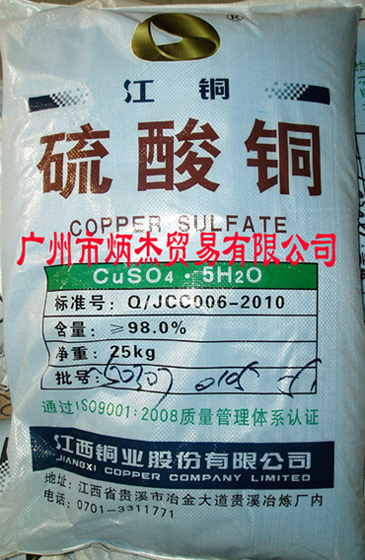 ®
江铜
硫酸铜
COPPER SULFATE
广州市炳杰贸易有限公司
CuSO4·5H2O
标准号：Q/JCC006-2010
含量：≥98.0%
净重：25kg
批号：
通过ISO9001:2008质量管理体系认证
江西铜业股份有限公司
JIANGXI COPPER COMPANY LIMITED
地址：江西省贵溪市冶金大道贵溪冶炼厂内
电话：0701-3311771